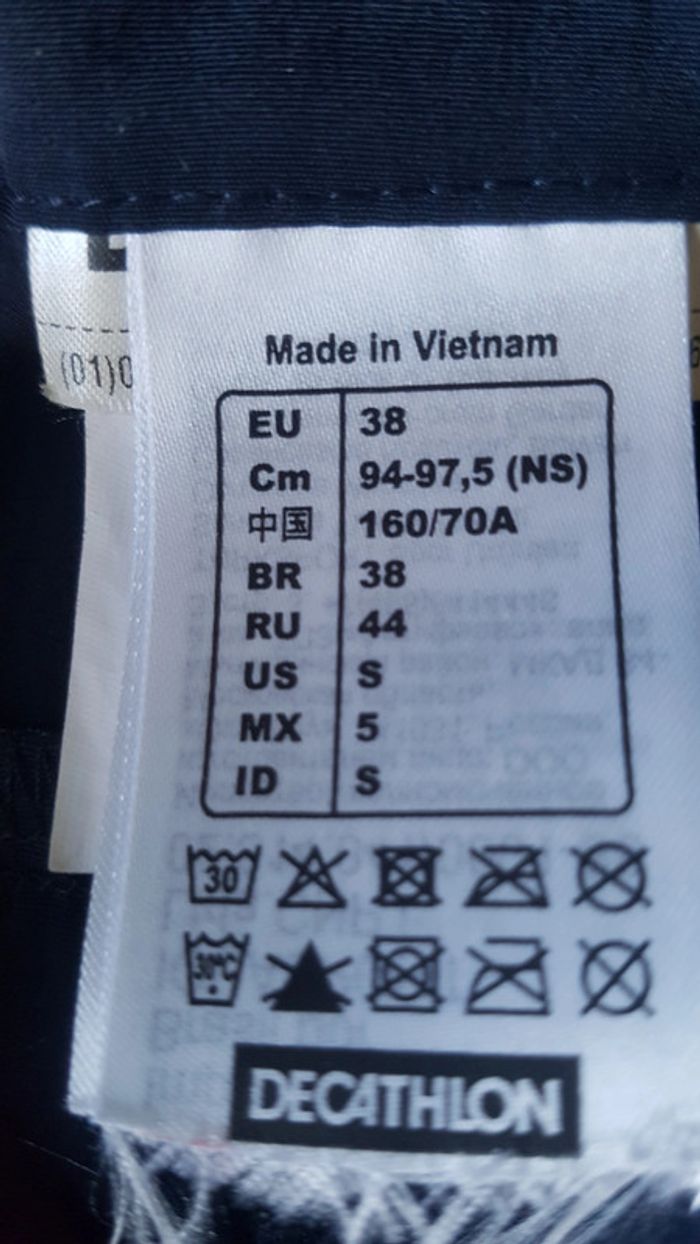 Made in Vietnam
(01)0
EU 38
Cm 94-97,5 (NS)
中国 160/70A
BR 38
RU 44
US S
MX 5
ID S
30
30°C
DECATHLON